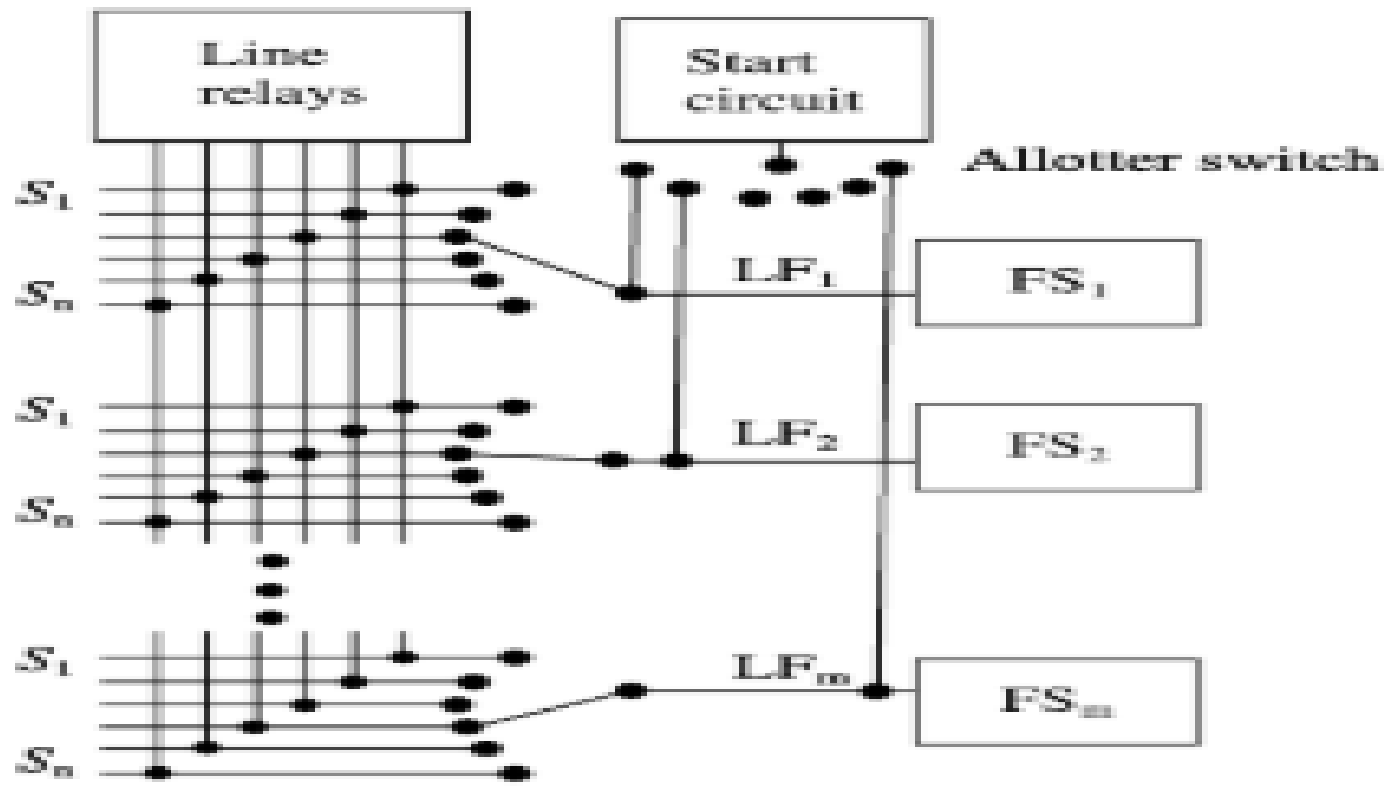 Line
relays
Start
circuit
Allotter switch
S₁
Sₙ
LF₁
FS₁
S₁
Sₙ
LF₂
FS₂
S₁
Sₙ
LFₘ
FSₘ